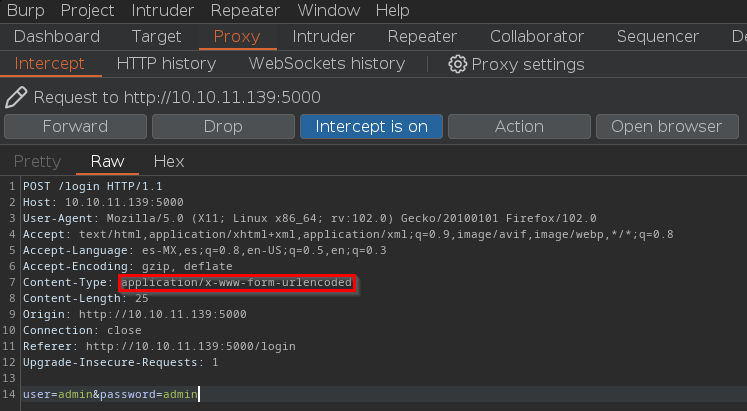 Burp Project Intruder Repeater Window Help
Dashboard Target Proxy Intruder Repeater Collaborator Sequencer De
Intercept HTTP history WebSockets history Proxy settings
Request to http://10.10.11.139:5000
Forward Drop Intercept is on Action Open browser
Pretty Raw Hex
1 POST /login HTTP/1.1
2 Host: 10.10.11.139:5000
3 User-Agent: Mozilla/5.0 (X11; Linux x86_64; rv:102.0) Gecko/20100101 Firefox/102.0
4 Accept: text/html,application/xhtml+xml,application/xml;q=0.9,image/avif,image/webp,*/*;q=0.8
5 Accept-Language: es-MX,es;q=0.8,en-US;q=0.5,en;q=0.3
6 Accept-Encoding: gzip, deflate
7 Content-Type: application/x-www-form-urlencoded
8 Content-Length: 25
9 Origin: http://10.10.11.139:5000
10 Connection: close
11 Referer: http://10.10.11.139:5000/login
12 Upgrade-Insecure-Requests: 1
13
14 user=admin&password=admin